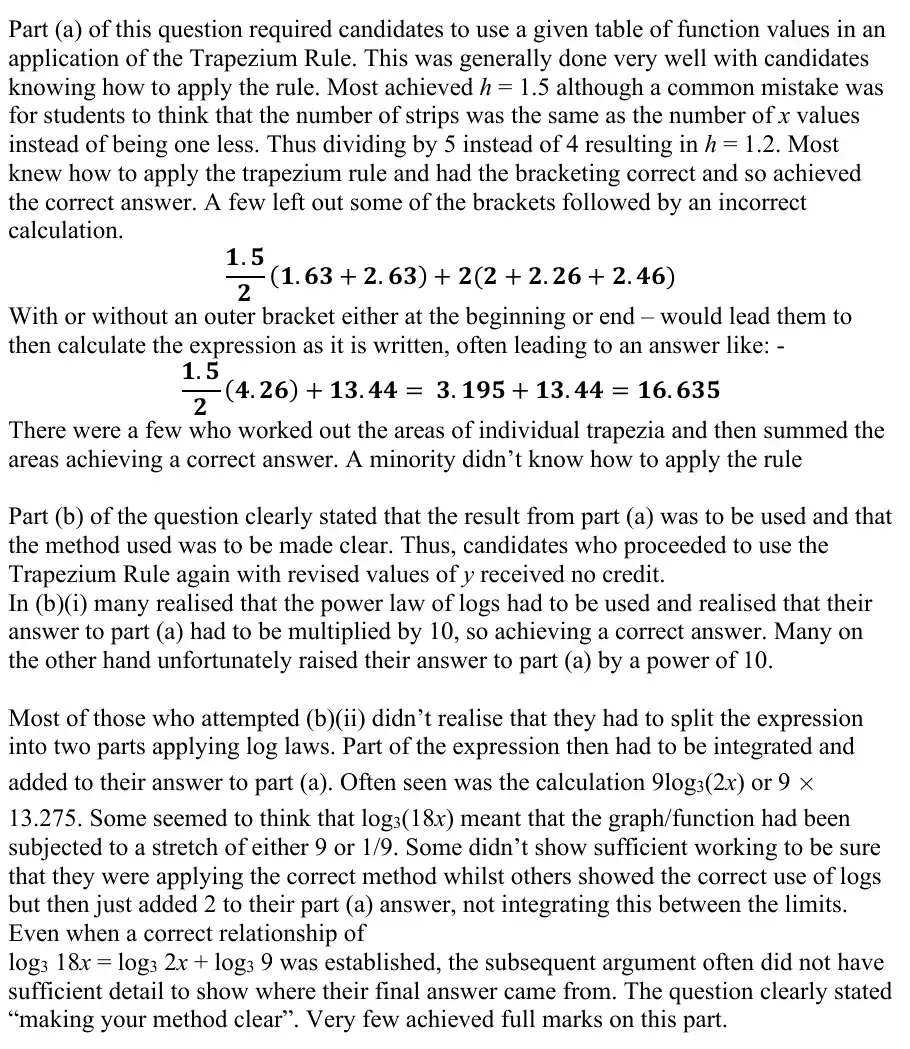 Part (a) of this question required candidates to use a given table of function values in an
application of the Trapezium Rule. This was generally done very well with candidates
knowing how to apply the rule. Most achieved h = 1.5 although a common mistake was
for students to think that the number of strips was the same as the number of x values
instead of being one less. Thus dividing by 5 instead of 4 resulting in h = 1.2. Most
knew how to apply the trapezium rule and had the bracketing correct and so achieved
the correct answer. A few left out some of the brackets followed by an incorrect
calculation.
1.5/2 (1.63 + 2.63) + 2(2 + 2.26 + 2.46)
With or without an outer bracket either at the beginning or end – would lead them to
then calculate the expression as it is written, often leading to an answer like: -
1.5/2 (4.26) + 13.44 = 3.195 + 13.44 = 16.635
There were a few who worked out the areas of individual trapezia and then summed the
areas achieving a correct answer. A minority didn’t know how to apply the rule
Part (b) of the question clearly stated that the result from part (a) was to be used and that
the method used was to be made clear. Thus, candidates who proceeded to use the
Trapezium Rule again with revised values of y received no credit.
In (b)(i) many realised that the power law of logs had to be used and realised that their
answer to part (a) had to be multiplied by 10, so achieving a correct answer. Many on
the other hand unfortunately raised their answer to part (a) by a power of 10.
Most of those who attempted (b)(ii) didn’t realise that they had to split the expression
into two parts applying log laws. Part of the expression then had to be integrated and
added to their answer to part (a). Often seen was the calculation 9log₃(2x) or 9 ×
13.275. Some seemed to think that log₃(18x) meant that the graph/function had been
subjected to a stretch of either 9 or 1/9. Some didn’t show sufficient working to be sure
that they were applying the correct method whilst others showed the correct use of logs
but then just added 2 to their part (a) answer, not integrating this between the limits.
Even when a correct relationship of
log₃ 18x = log₃ 2x + log₃ 9 was established, the subsequent argument often did not have
sufficient detail to show where their final answer came from. The question clearly stated
“making your method clear”. Very few achieved full marks on this part.